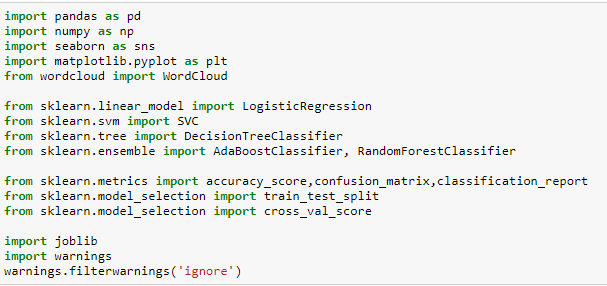 import pandas as pd
import numpy as np
import seaborn as sns
import matplotlib.pyplot as plt
from wordcloud import WordCloud
from sklearn.linear_model import LogisticRegression
from sklearn.svm import SVC
from sklearn.tree import DecisionTreeClassifier
from sklearn.ensemble import AdaBoostClassifier, RandomForestClassifier
from sklearn.metrics import accuracy_score,confusion_matrix,classification_report
from sklearn.model_selection import train_test_split
from sklearn.model_selection import cross_val_score
import joblib
import warnings
warnings.filterwarnings('ignore')